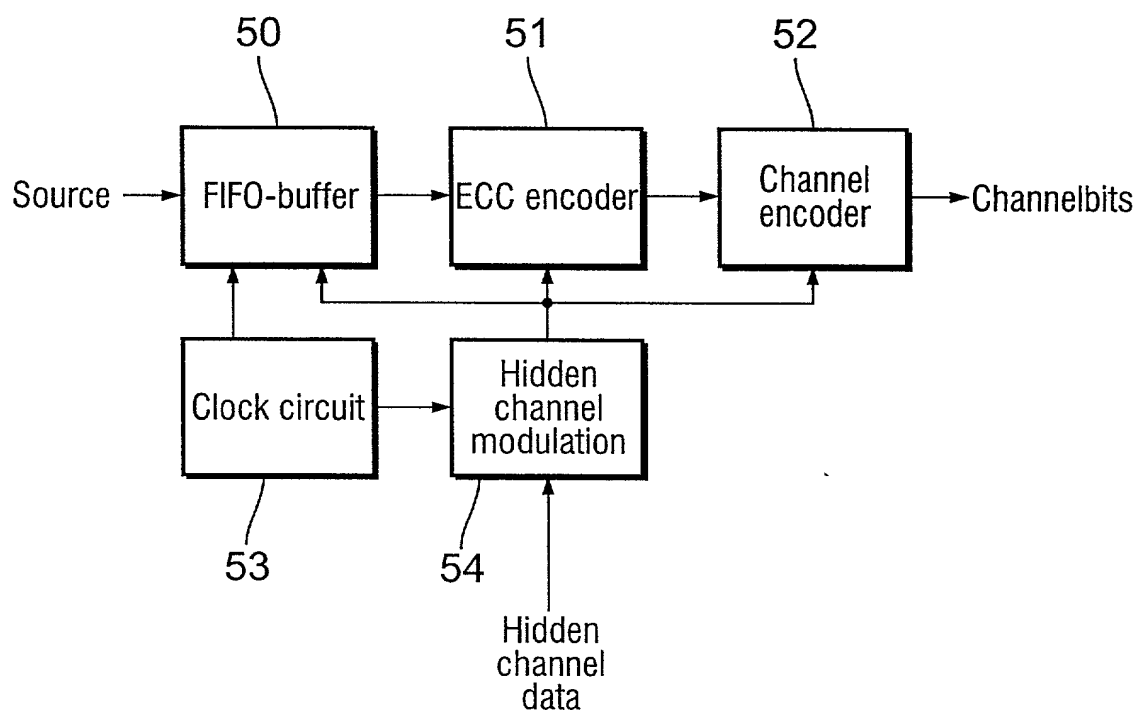 50
51
52
Source
FIFO-buffer
ECC encoder
Channel
encoder
Channelbits
Clock circuit
Hidden
channel
modulation
53
54
Hidden
channel
data